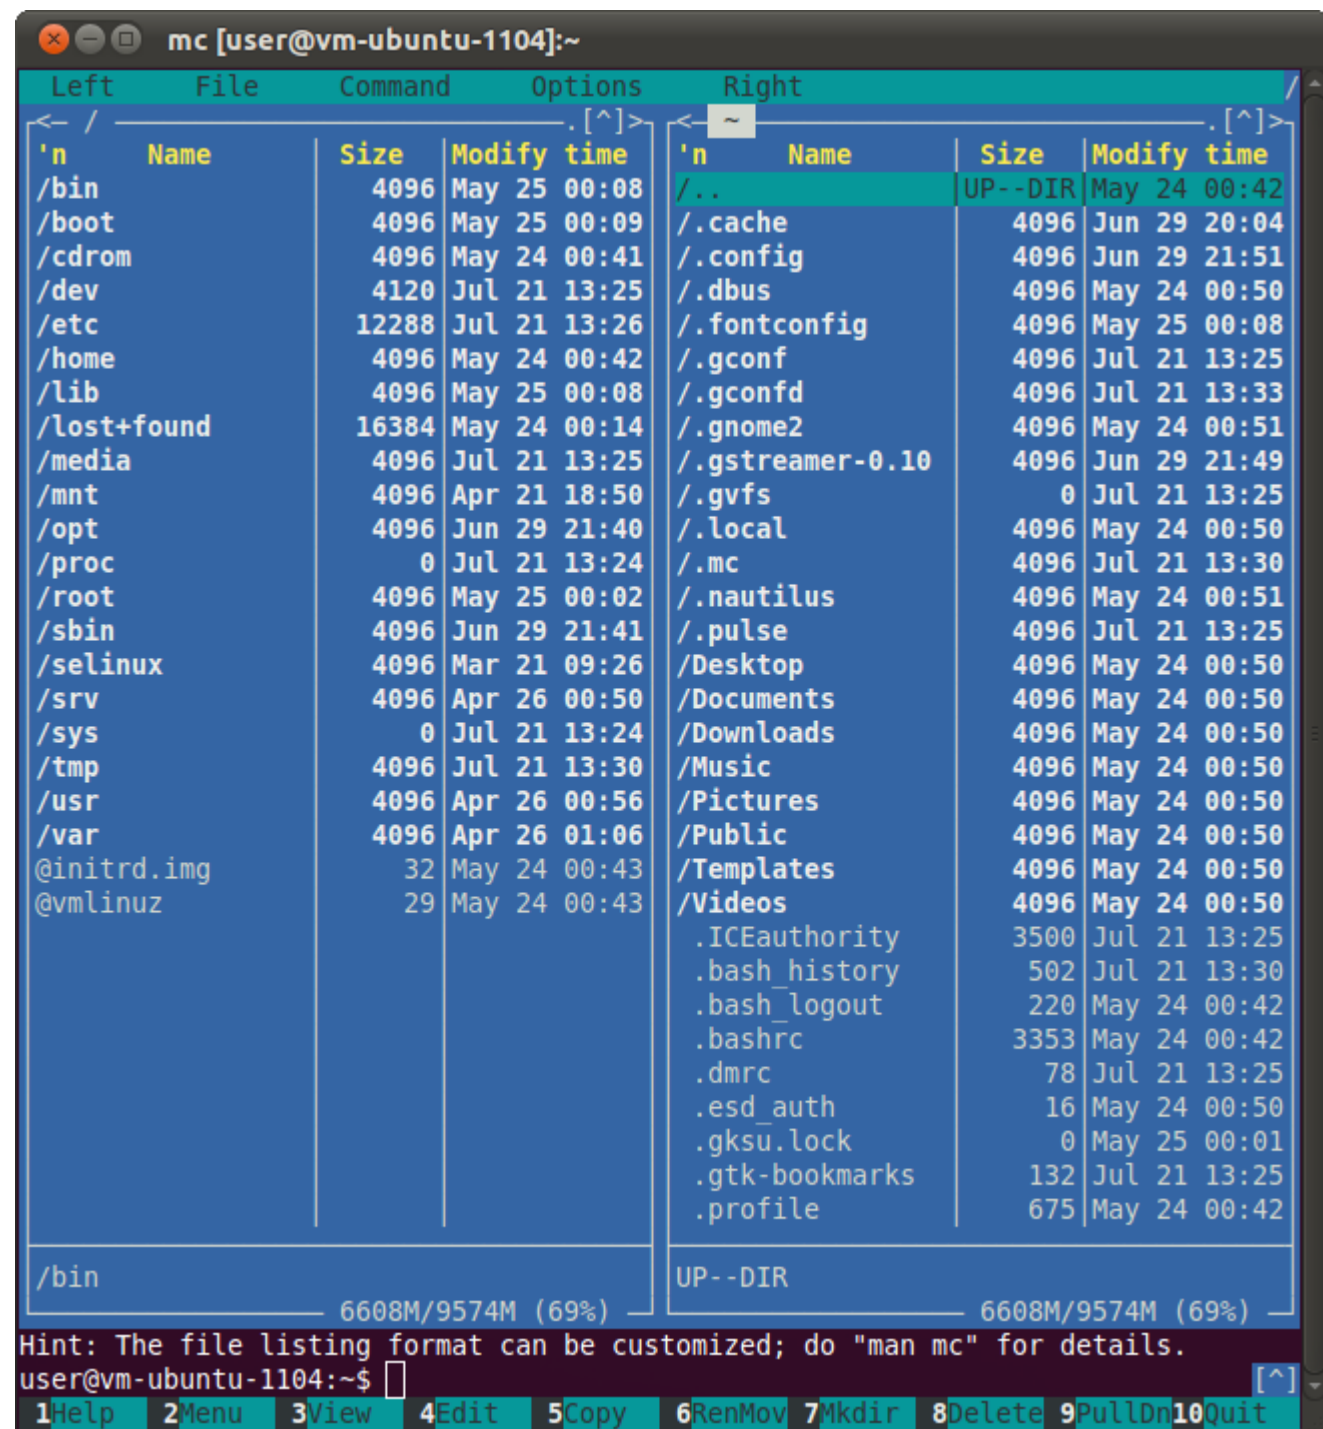 mc [user@vm-ubuntu-1104]:~
Left File Command Options Right /
<— / .[^]> <— ~ .[^]>
'n Name Size Modify time 'n Name Size Modify time
/bin 4096 May 25 00:08 /.. UP--DIR May 24 00:42
/boot 4096 May 25 00:09 /.cache 4096 Jun 29 20:04
/cdrom 4096 May 24 00:41 /.config 4096 Jun 29 21:51
/dev 4120 Jul 21 13:25 /.dbus 4096 May 24 00:50
/etc 12288 Jul 21 13:26 /.fontconfig 4096 May 25 00:08
/home 4096 May 24 00:42 /.gconf 4096 Jul 21 13:25
/lib 4096 May 25 00:08 /.gconfd 4096 Jul 21 13:33
/lost+found 16384 May 24 00:14 /.gnome2 4096 May 24 00:51
/media 4096 Jul 21 13:25 /.gstreamer-0.10 4096 Jun 29 21:49
/mnt 4096 Apr 21 18:50 /.gvfs 0 Jul 21 13:25
/opt 4096 Jun 29 21:40 /.local 4096 May 24 00:50
/proc 0 Jul 21 13:24 /.mc 4096 Jul 21 13:30
/root 4096 May 25 00:02 /.nautilus 4096 May 24 00:51
/sbin 4096 Jun 29 21:41 /.pulse 4096 Jul 21 13:25
/selinux 4096 Mar 21 09:26 /Desktop 4096 May 24 00:50
/srv 4096 Apr 26 00:50 /Documents 4096 May 24 00:50
/sys 0 Jul 21 13:24 /Downloads 4096 May 24 00:50
/tmp 4096 Jul 21 13:30 /Music 4096 May 24 00:50
/usr 4096 Apr 26 00:56 /Pictures 4096 May 24 00:50
/var 4096 Apr 26 01:06 /Public 4096 May 24 00:50
@initrd.img 32 May 24 00:43 /Templates 4096 May 24 00:50
@vmlinuz 29 May 24 00:43 /Videos 4096 May 24 00:50
.ICEauthority 3500 Jul 21 13:25
.bash_history 502 Jul 21 13:30
.bash_logout 220 May 24 00:42
.bashrc 3353 May 24 00:42
.dmrc 78 Jul 21 13:25
.esd_auth 16 May 24 00:50
.gksu.lock 0 May 25 00:01
.gtk-bookmarks 132 Jul 21 13:25
.profile 675 May 24 00:42
/bin UP--DIR
6608M/9574M (69%) 6608M/9574M (69%)
Hint: The file listing format can be customized; do "man mc" for details.
user@vm-ubuntu-1104:~$ [^]
1Help 2Menu 3View 4Edit 5Copy 6RenMov 7Mkdir 8Delete 9PullDn 10Quit